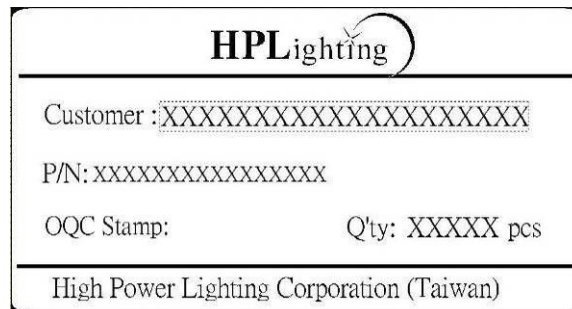 HPLighting
Customer : XXXXXXXXXXXXXXXXXXXX
P/N: XXXXXXXXXXXXXXXX
OQC Stamp: Q'ty: XXXXX pcs
High Power Lighting Corporation (Taiwan)